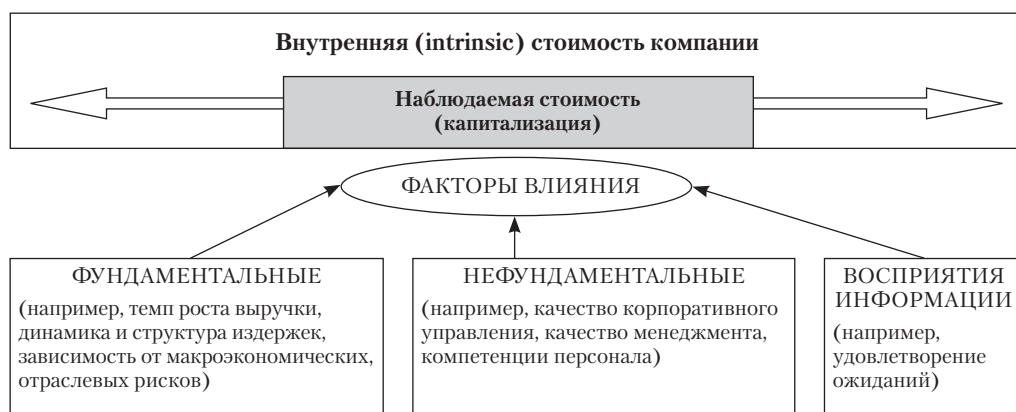 Внутренняя (intrinsic) стоимость компании
Наблюдаемая стоимость
(капитализация)
ФАКТОРЫ ВЛИЯНИЯ
ФУНДАМЕНТАЛЬНЫЕ
(например, темп роста выручки,
динамика и структура издержек,
зависимость от макроэкономических,
отраслевых рисков)
НЕФУНДАМЕНТАЛЬНЫЕ
(например, качество корпоративного
управления, качество менеджмента,
компетенции персонала)
ВОСПРИЯТИЯ
ИНФОРМАЦИИ
(например,
удовлетворение
ожиданий)